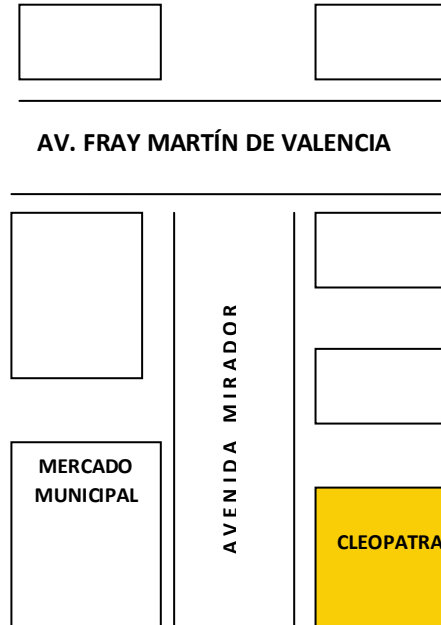 AV. FRAY MARTÍN DE VALENCIA
AVENIDA MIRADOR
MERCADO
MUNICIPAL
CLEOPATRA